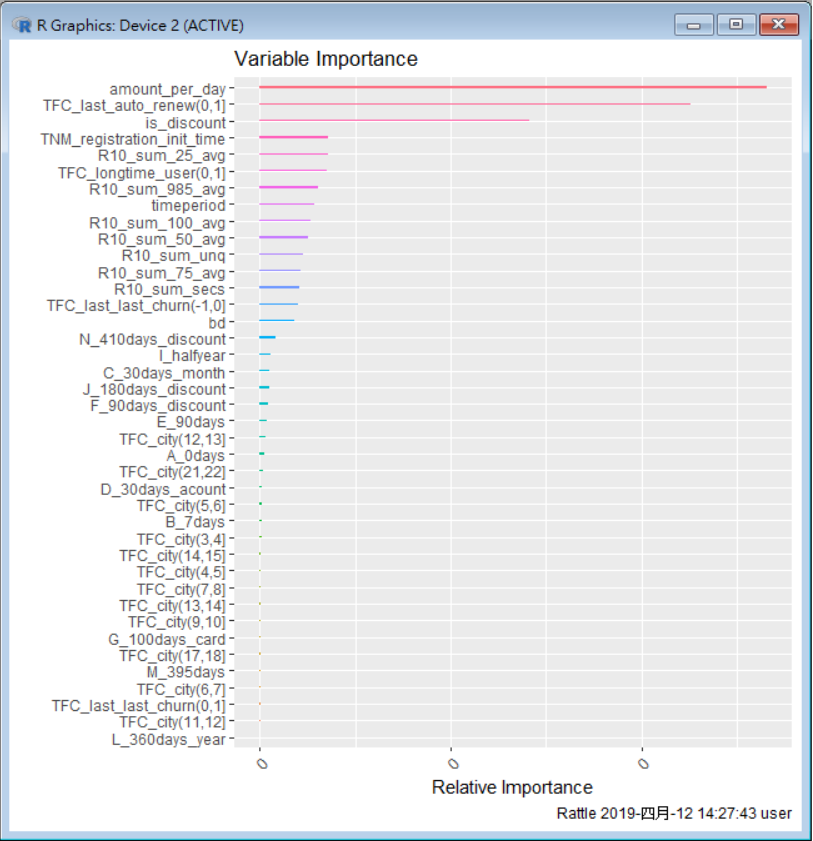 R Graphics: Device 2 (ACTIVE)
Variable Importance
amount_per_day
TFC_last_auto_renew(0,1]
is_discount
TNM_registration_init_time
R10_sum_25_avg
TFC_longtime_user(0,1]
R10_sum_985_avg
timeperiod
R10_sum_100_avg
R10_sum_50_avg
R10_sum_unq
R10_sum_75_avg
R10_sum_secs
TFC_last_last_churn(-1,0]
bd
N_410days_discount
I_halfyear
C_30days_month
J_180days_discount
F_90days_discount
E_90days
TFC_city(12,13]
A_0days
TFC_city(21,22]
D_30days_acount
TFC_city(5,6]
B_7days
TFC_city(3,4]
TFC_city(14,15]
TFC_city(4,5]
TFC_city(7,8]
TFC_city(13,14]
TFC_city(9,10]
G_100days_card
TFC_city(17,18]
M_395days
TFC_city(6,7]
TFC_last_last_churn(0,1]
TFC_city(11,12]
L_360days_year
0 0 0
Relative Importance
Rattle 2019-四月-12 14:27:43 user